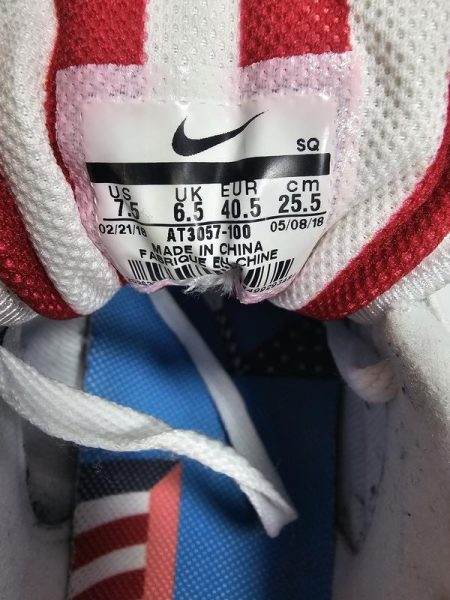 SQ
US UK EUR cm
7.5 6.5 40.5 25.5
02/21/18 AT3057-100 05/08/18
MADE IN CHINA
FABRIQUE EN CHINE